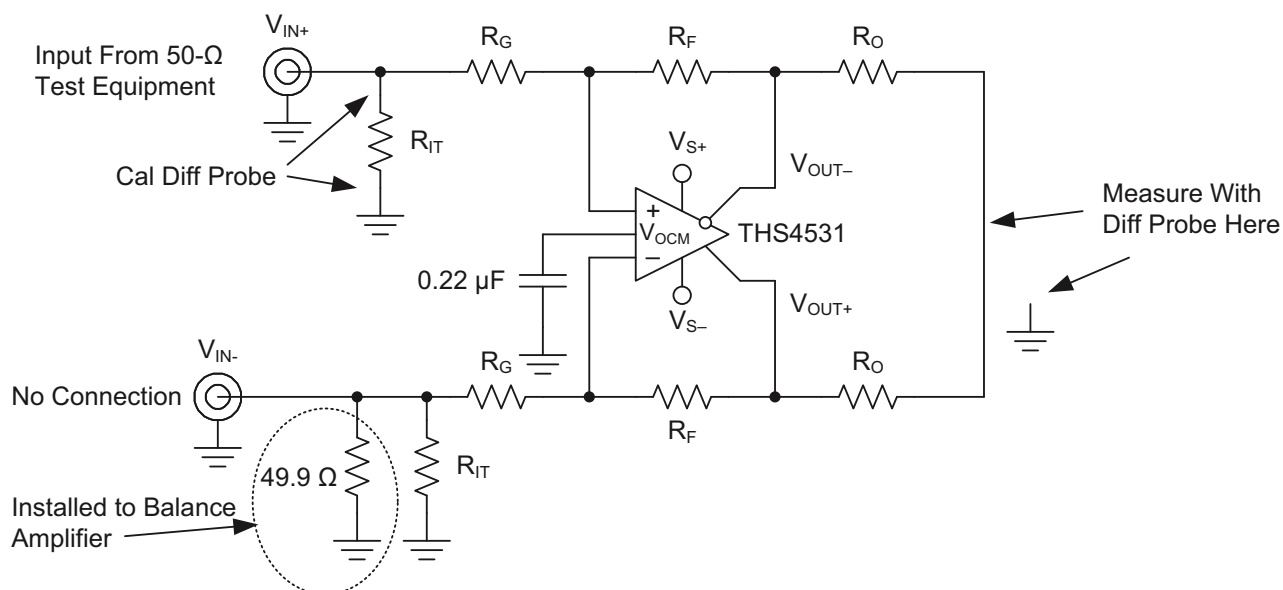 V_IN+
Input From 50-Ω
Test Equipment
R_G
R_F
R_O
R_IT
Cal Diff Probe
V_S+
V_OUT–
Measure With
Diff Probe Here
+
V_OCM
–
THS4531
0.22 µF
V_S–
V_OUT+
V_IN-
No Connection
R_G
R_F
R_O
49.9 Ω
R_IT
Installed to Balance
Amplifier